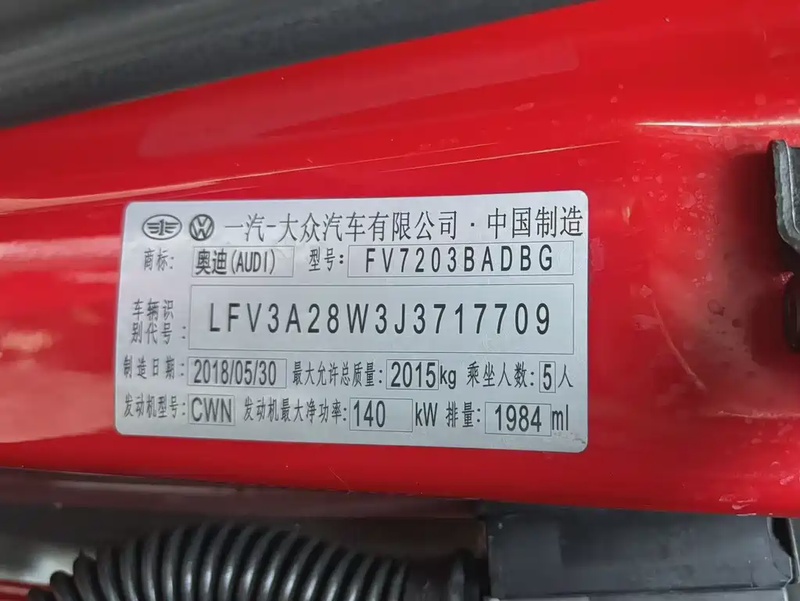 一汽-大众汽车有限公司·中国制造
商标: 奥迪(AUDI) 型号: FV7203BADBG
车辆识
别代号: LFV3A28W3J3717709
制造日期: 2018/05/30 最大允许总质量: 2015kg 乘坐人数: 5人
发动机型号: CWN 发动机最大净功率: 140 kW 排量: 1984 ml